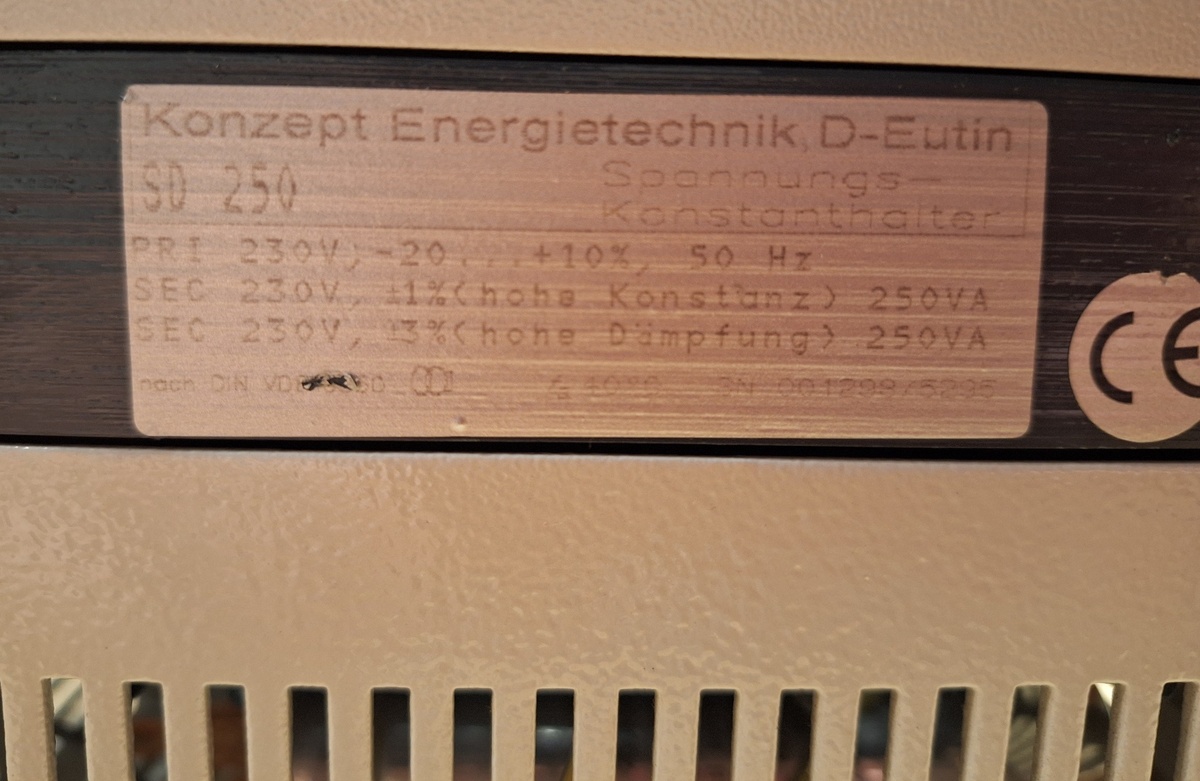 Konzept Energietechnik, D-Eutin
SD 250
Spannungs-
Konstanthalter
PRI 230V, -20...+10%, 50 Hz
SEC 230V, ±1%(hohe Konstanz) 250VA
SEC 230V, ±3%(hohe Dämpfung) 250VA
nach DIN VDE
CE